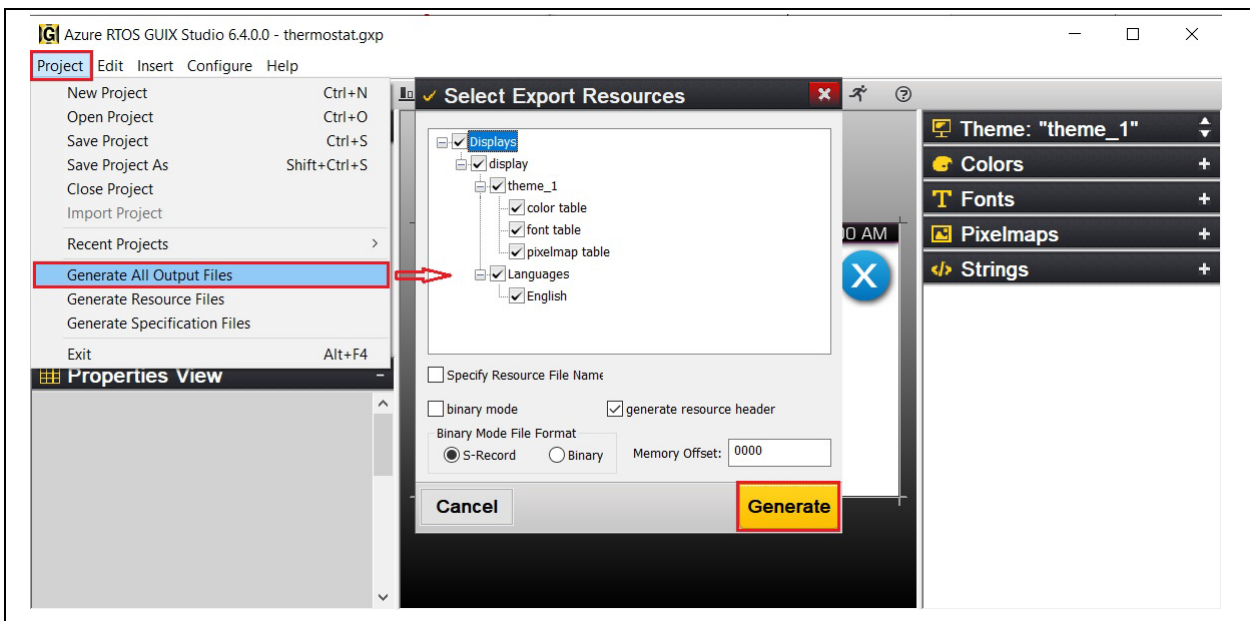 Azure RTOS GUIX Studio 6.4.0.0 - thermostat.gxp
Project Edit Insert Configure Help
New Project Ctrl+N
Open Project Ctrl+O
Save Project Ctrl+S
Save Project As Shift+Ctrl+S
Close Project
Import Project
Recent Projects
Generate All Output Files
Generate Resource Files
Generate Specification Files
Exit Alt+F4
Properties View
Select Export Resources
Displays
display
theme_1
color table
font table
pixelmap table
Languages
English
Specify Resource File Name
binary mode
generate resource header
Binary Mode File Format
S-Record
Binary
Memory Offset: 0000
Cancel
Generate
00 AM
X
Theme: "theme_1"
Colors
Fonts
Pixelmaps
Strings